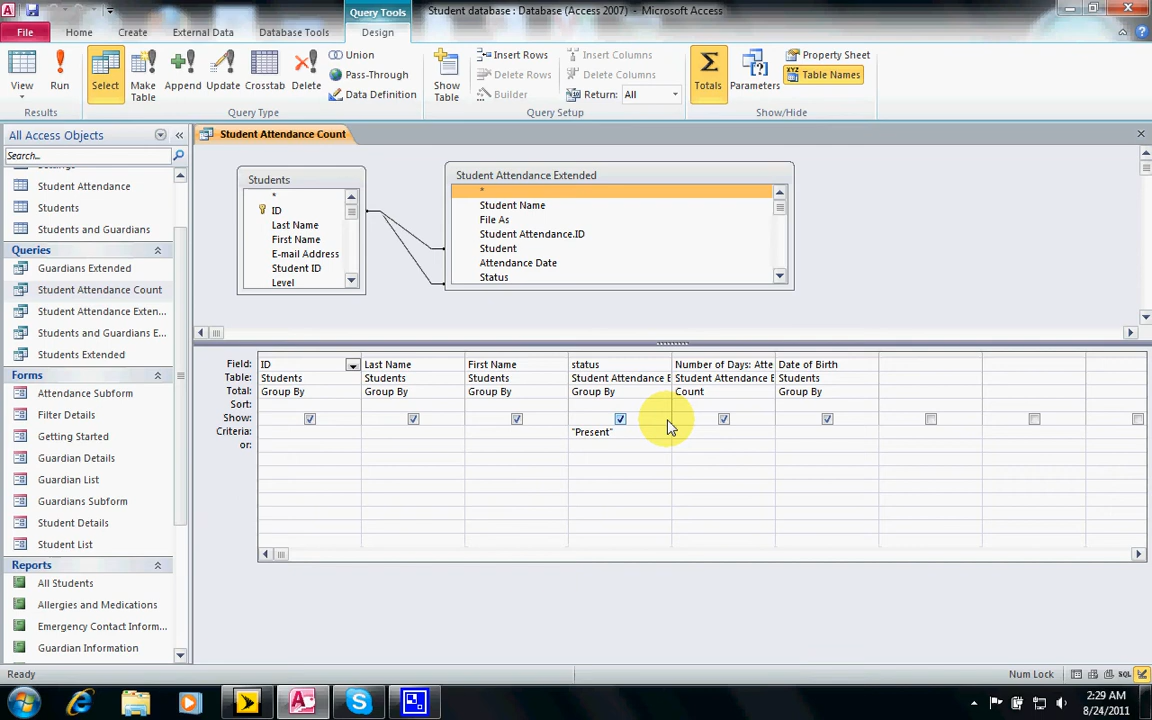 Query Tools
Student database : Database (Access 2007) - Microsoft Access
File
Home
Create
External Data
Database Tools
Design
View
Run
Select
Make Table
Append
Update
Crosstab
Delete
Union
Pass-Through
Data Definition
Show Table
Insert Rows
Delete Rows
Builder
Insert Columns
Delete Columns
Return: All
Totals
Parameters
Property Sheet
Table Names
Results
Query Type
Query Setup
Show/Hide
All Access Objects
Search...
Student Attendance
Students
Students and Guardians
Queries
Guardians Extended
Student Attendance Count
Student Attendance Exten...
Students and Guardians E...
Students Extended
Forms
Attendance Subform
Filter Details
Getting Started
Guardian Details
Guardian List
Guardians Subform
Student Details
Student List
Reports
All Students
Allergies and Medications
Emergency Contact Inform...
Guardian Information
Student Attendance Count
Students
*
ID
Last Name
First Name
E-mail Address
Student ID
Level
Student Attendance Extended
*
Student Name
File As
Student Attendance.ID
Student
Attendance Date
Status
Field: ID Last Name First Name status Number of Days: Atte Date of Birth
Table: Students Students Students Student Attendance E Student Attendance E Students
Total: Group By Group By Group By Group By Count Group By
Sort:
Show:
Criteria: "Present"
or:
Ready
Num Lock
SQL
2:29 AM
8/24/2011